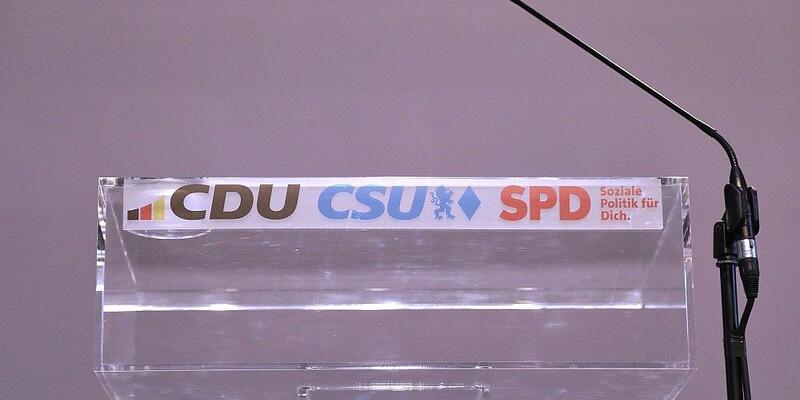 CDU CSU SPD
Soziale
Politik für
Dich.